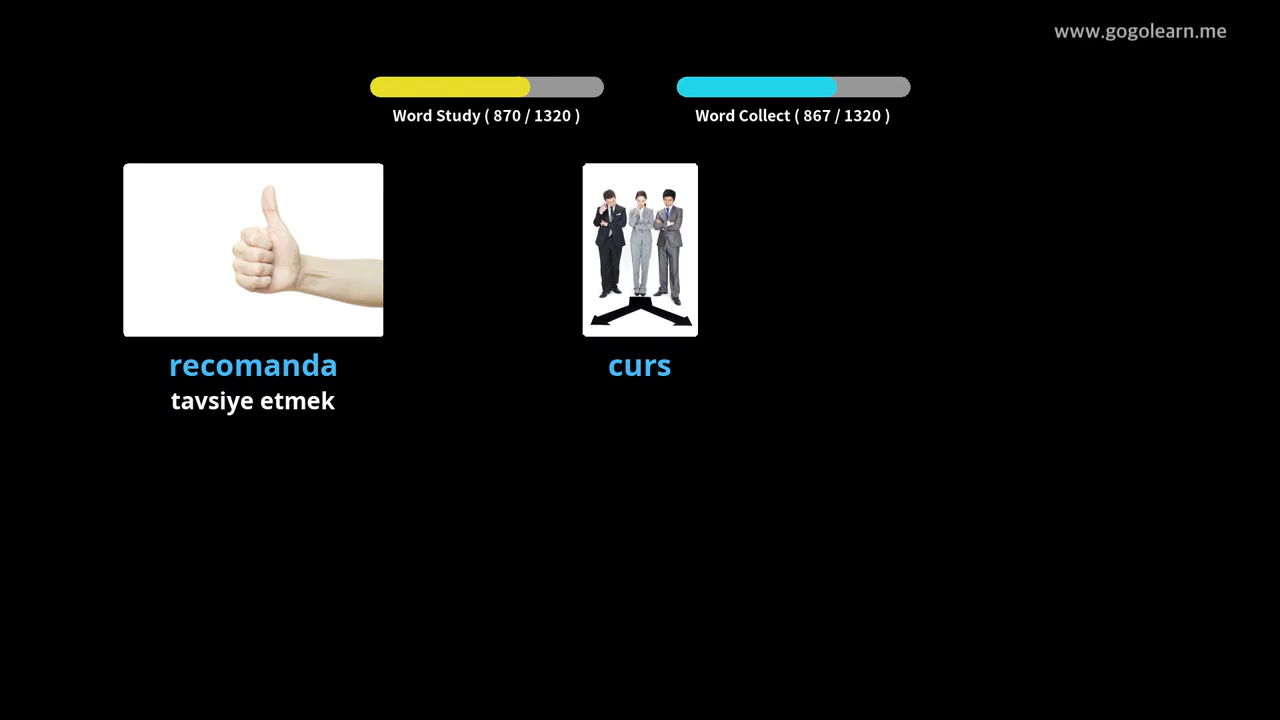 www.gogolearn.me
Word Study ( 870 / 1320 )
Word Collect ( 867 / 1320 )
recomanda
tavsiye etmek
curs